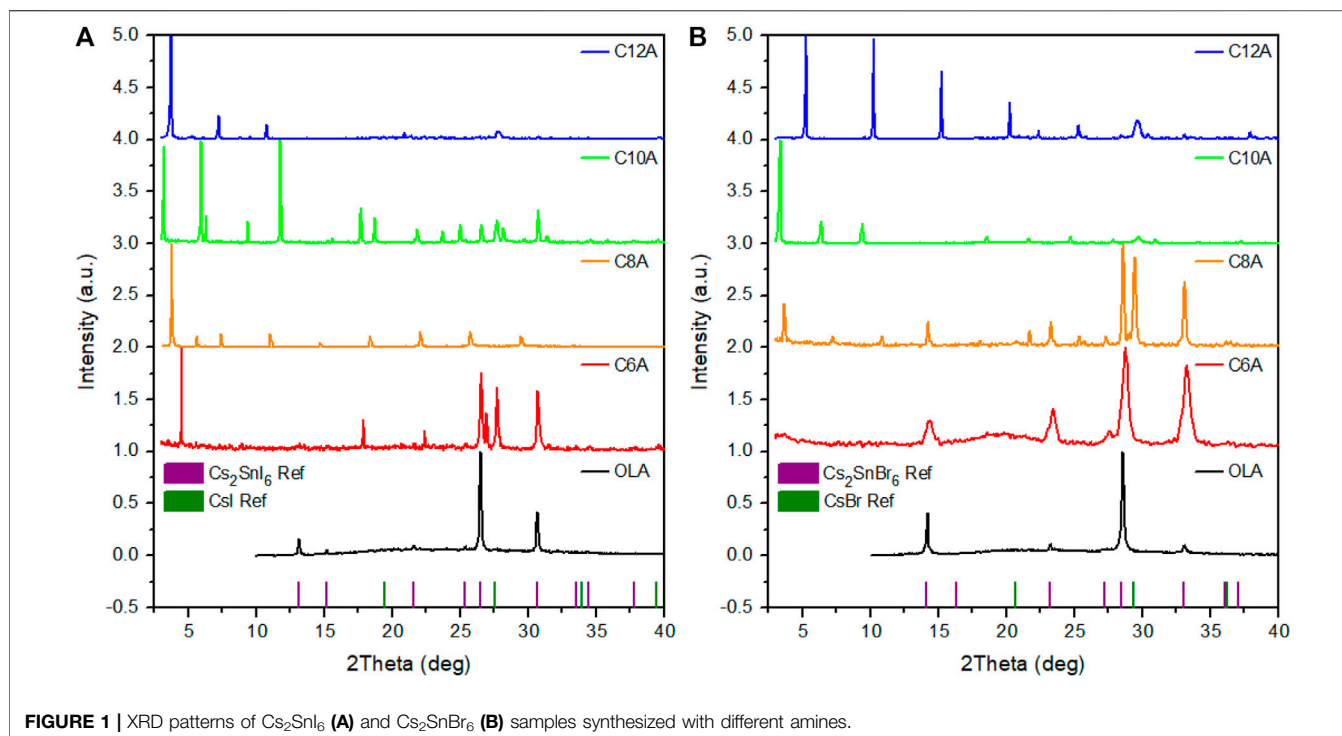 A
5.0
4.5
4.0
3.5
3.0
2.5
2.0
1.5
1.0
0.5
0.0
-0.5
Intensity (a.u.)
C12A
C10A
C8A
C6A
OLA
Cs₂SnI₆ Ref
CsI Ref
5 10 15 20 25 30 35 40
2Theta (deg)
B
5.0
4.5
4.0
3.5
3.0
2.5
2.0
1.5
1.0
0.5
0.0
-0.5
Intensity (a.u.)
C12A
C10A
C8A
C6A
OLA
Cs₂SnBr₆ Ref
CsBr Ref
5 10 15 20 25 30 35 40
2Theta (deg)
FIGURE 1 | XRD patterns of Cs₂SnI₆ (A) and Cs₂SnBr₆ (B) samples synthesized with different amines.